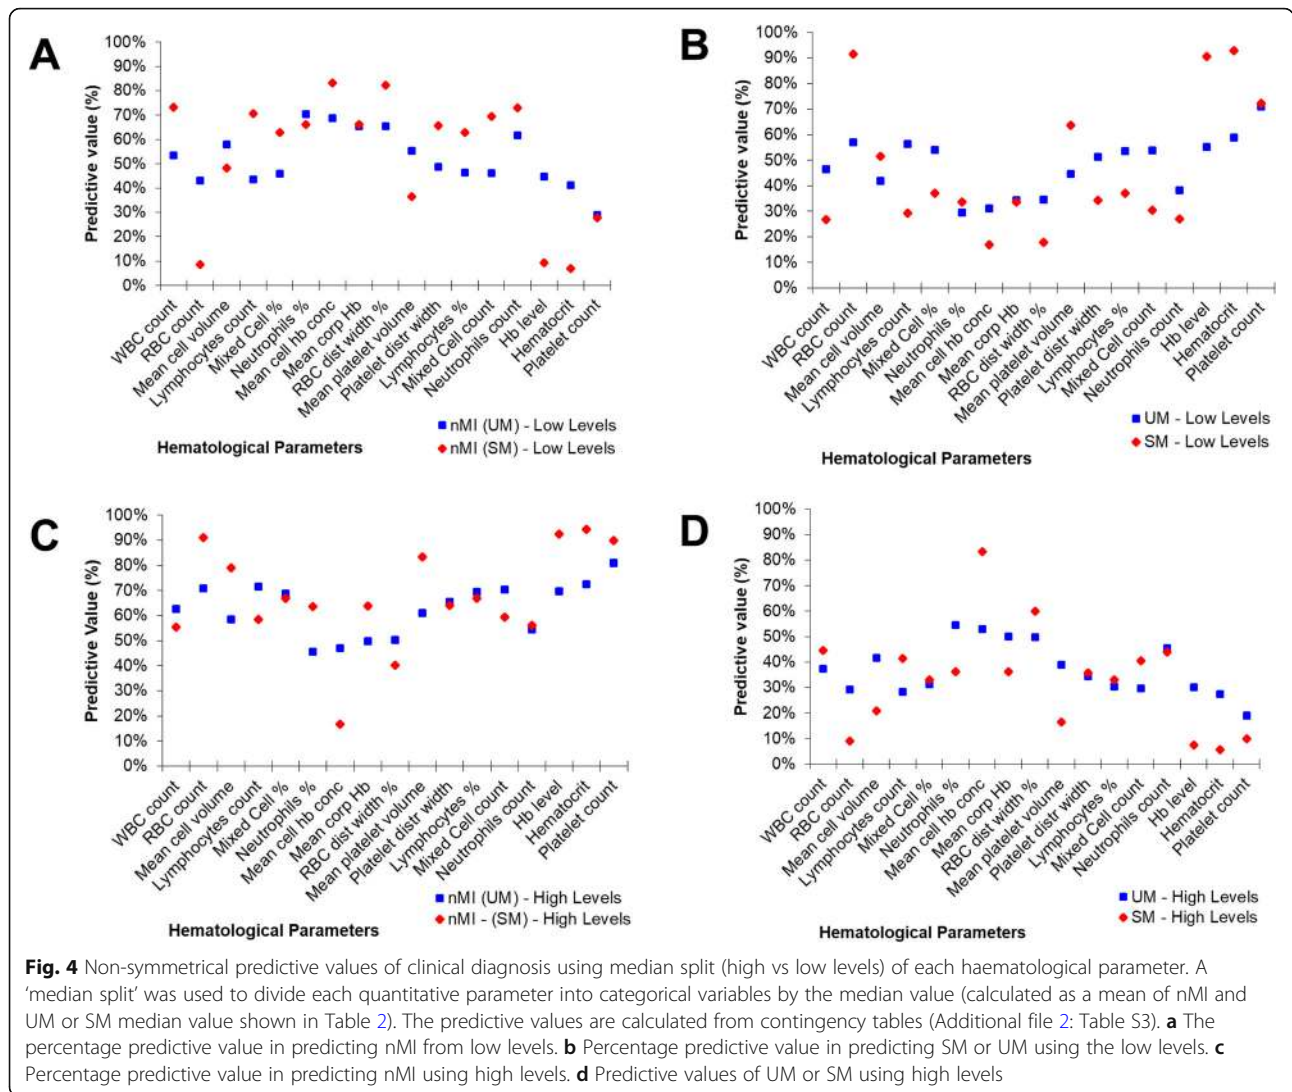 A
100%
90%
80%
70%
60%
50%
40%
30%
20%
10%
0%
Predictive value (%)
WBC count
RBC count
Mean cell volume
Lymphocytes count
Mixed Cell %
Neutrophils %
Mean cell hb conc
Mean corp Hb
RBC dist width %
Mean platelet volume
Platelet distr width
Lymphocytes %
Mixed Cell count
Neutrophils count
Hb level
Hematocrit
Platelet count
Hematological Parameters
nMI (UM) - Low Levels
nMI (SM) - Low Levels
B
100%
90%
80%
70%
60%
50%
40%
30%
20%
10%
0%
Predictive value (%)
WBC count
RBC count
Mean cell volume
Lymphocytes count
Mixed Cell %
Neutrophils %
Mean cell hb conc
Mean corp Hb
RBC dist width %
Mean platelet volume
Platelet distr width
Lymphocytes %
Mixed Cell count
Neutrophils count
Hb level
Hematocrit
Platelet count
Hematological Parameters
UM - Low Levels
SM - Low Levels
C
100%
90%
80%
70%
60%
50%
40%
30%
20%
10%
0%
Predictive Value (%)
WBC count
RBC count
Mean cell volume
Lymphocytes count
Mixed Cell %
Neutrophils %
Mean cell hb conc
Mean corp Hb
RBC dist width %
Mean platelet volume
Platelet distr width
Lymphocytes %
Mixed Cell count
Neutrophils count
Hb level
Hematocrit
Platelet count
Hematological Parameters
nMI (UM) - High Levels
nMI - (SM) - High Levels
D
100%
90%
80%
70%
60%
50%
40%
30%
20%
10%
0%
Predictive value (%)
WBC count
RBC count
Mean cell volume
Lymphocytes count
Mixed Cell %
Neutrophils %
Mean cell hb conc
Mean corp Hb
RBC dist width %
Mean platelet volume
Platelet distr width
Lymphocytes %
Mixed Cell count
Neutrophils count
Hb level
Hematocrit
Platelet count
Hematological Parameters
UM - High Levels
SM - High Levels
Fig. 4 Non-symmetrical predictive values of clinical diagnosis using median split (high vs low levels) of each haematological parameter. A
‘median split’ was used to divide each quantitative parameter into categorical variables by the median value (calculated as a mean of nMI and
UM or SM median value shown in Table 2). The predictive values are calculated from contingency tables (Additional file 2: Table S3). a The
percentage predictive value in predicting nMI from low levels. b Percentage predictive value in predicting SM or UM using the low levels. c
Percentage predictive value in predicting nMI using high levels. d Predictive values of UM or SM using high levels